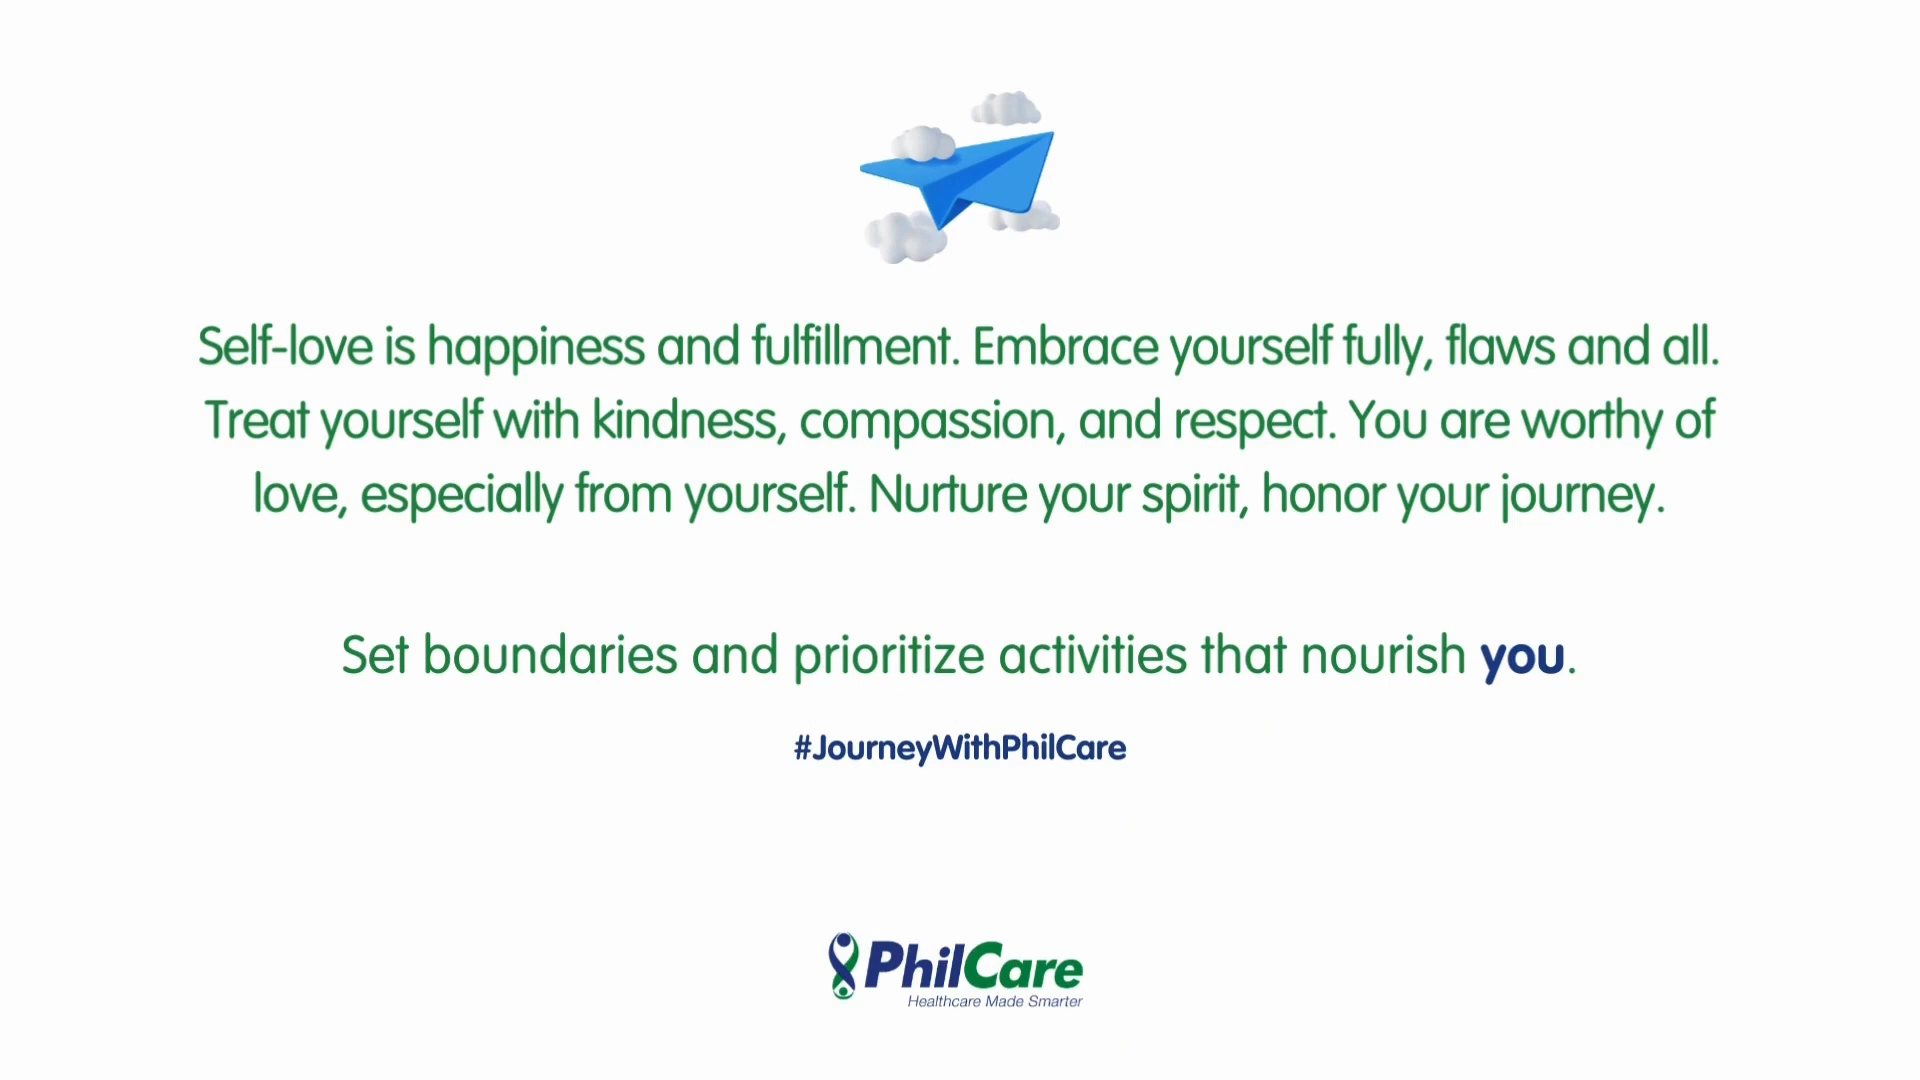 Self-love is happiness and fulfillment. Embrace yourself fully, flaws and all.
Treat yourself with kindness, compassion, and respect. You are worthy of
love, especially from yourself. Nurture your spirit, honor your journey.
Set boundaries and prioritize activities that nourish you.
#JourneyWithPhilCare
PhilCare
Healthcare Made Smarter